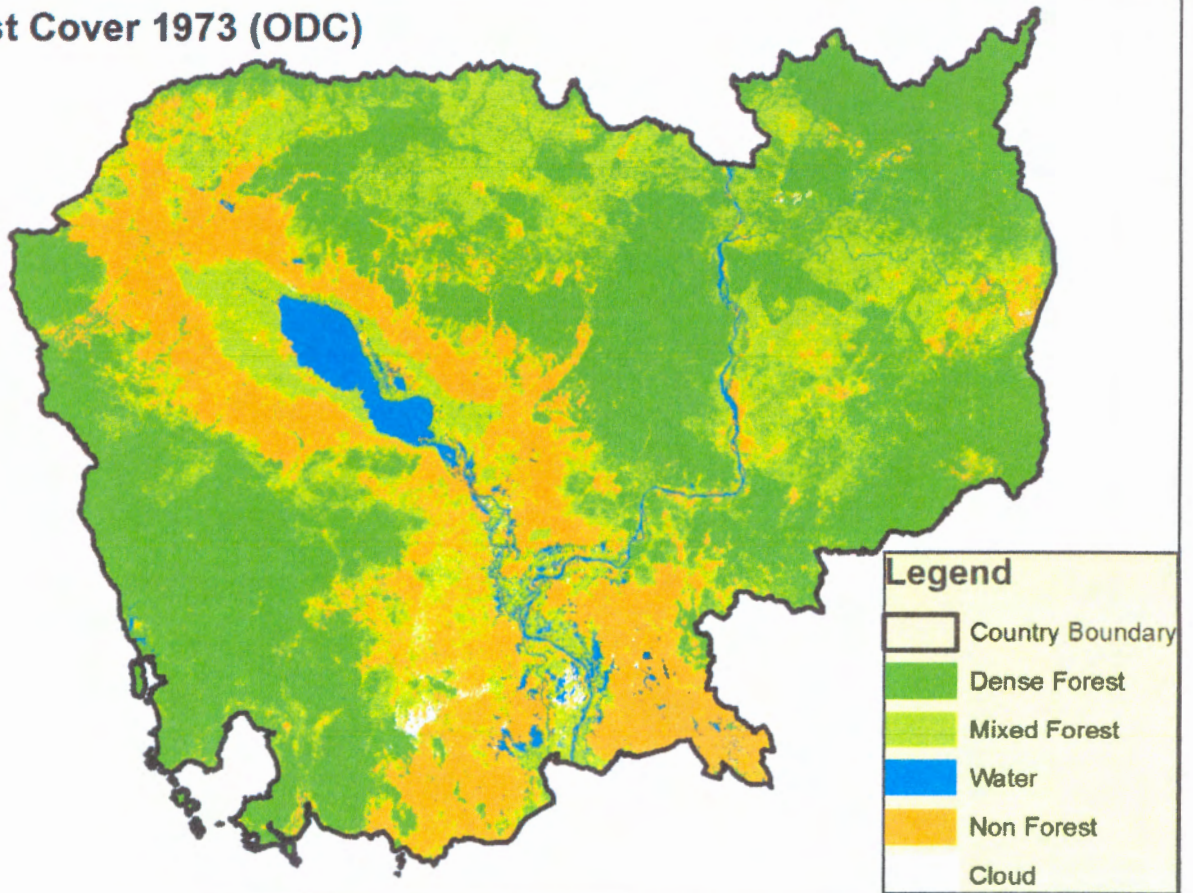 st Cover 1973 (ODC)
Legend
Country Boundary
Dense Forest
Mixed Forest
Water
Non Forest
Cloud